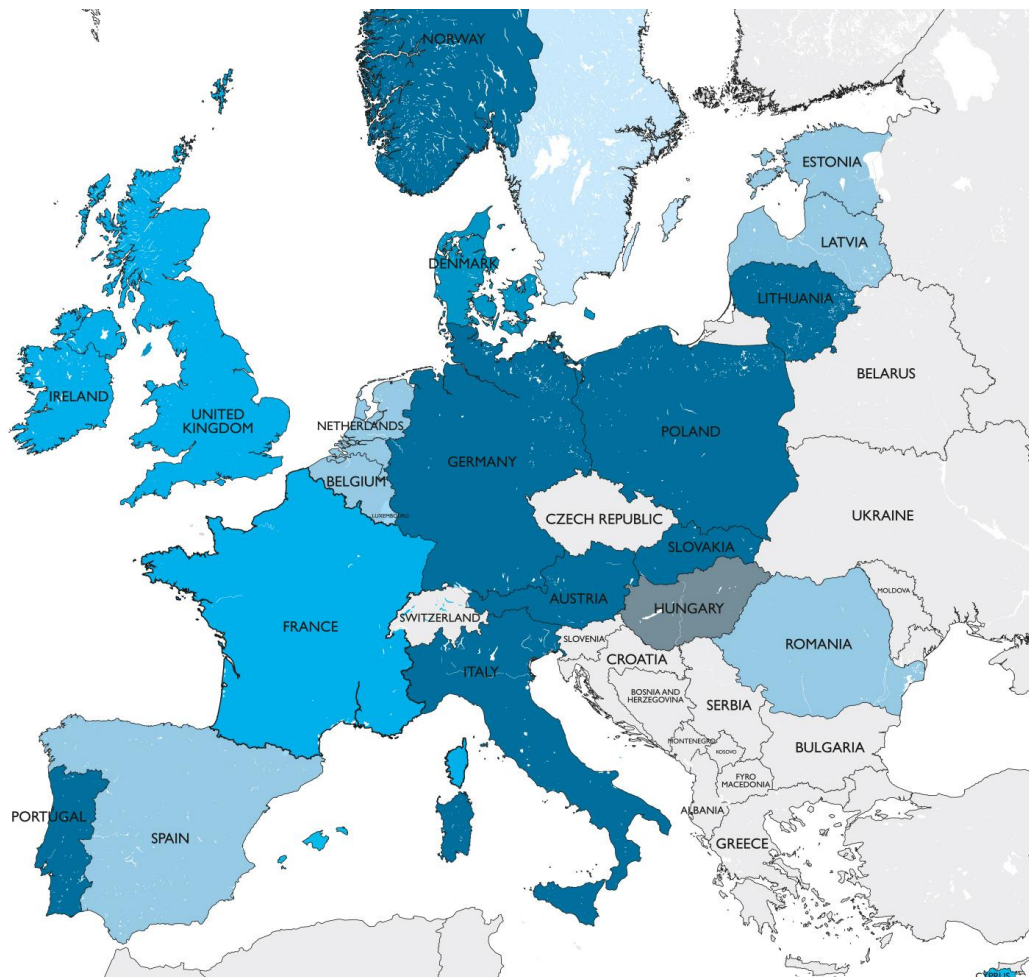 NORWAY
ESTONIA
LATVIA
DENMARK
LITHUANIA
BELARUS
IRELAND
UNITED
KINGDOM
NETHERLANDS
POLAND
GERMANY
BELGIUM
LUXEMBOURG
CZECH REPUBLIC
UKRAINE
SLOVAKIA
AUSTRIA
HUNGARY
MOLDOVA
SWITZERLAND
FRANCE
SLOVENIA
ROMANIA
CROATIA
ITALY
BOSNIA AND
HERZEGOVINA
SERBIA
MONTENEGRO
KOSOVO
BULGARIA
FYRO
MACEDONIA
PORTUGAL
ALBANIA
SPAIN
GREECE
CYPRUS